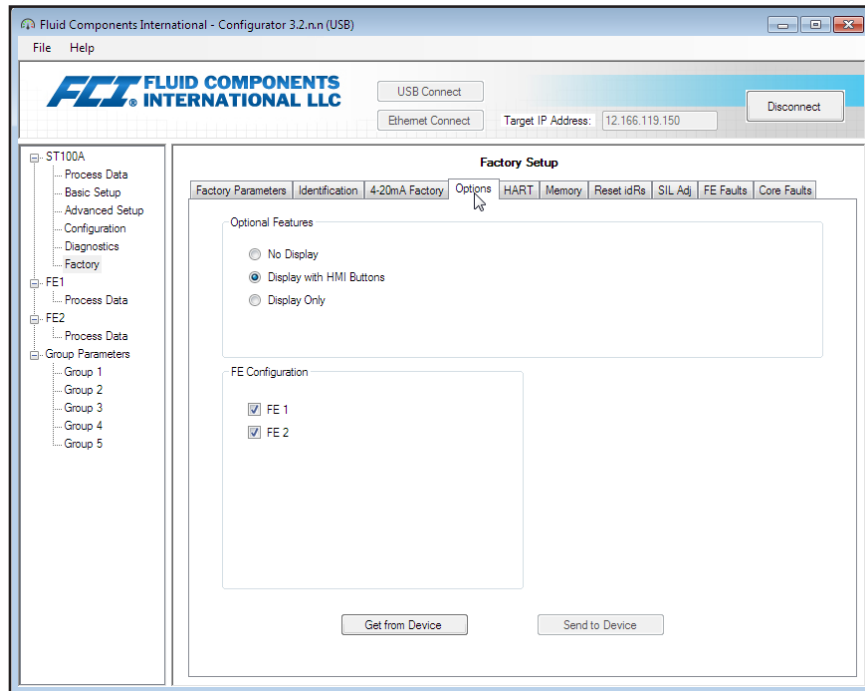 Fluid Components International - Configurator 3.2.n.n (USB)
File Help
FCI® FLUID COMPONENTS
INTERNATIONAL LLC
USB Connect
Ethernet Connect
Target IP Address: 12.166.119.150
Disconnect
ST100A
Process Data
Basic Setup
Advanced Setup
Configuration
Diagnostics
Factory
FE1
Process Data
FE2
Process Data
Group Parameters
Group 1
Group 2
Group 3
Group 4
Group 5
Factory Setup
Factory Parameters Identification 4-20mA Factory Options HART Memory Reset idRs SIL Adj FE Faults Core Faults
Optional Features
No Display
Display with HMI Buttons
Display Only
FE Configuration
FE 1
FE 2
Get from Device Send to Device